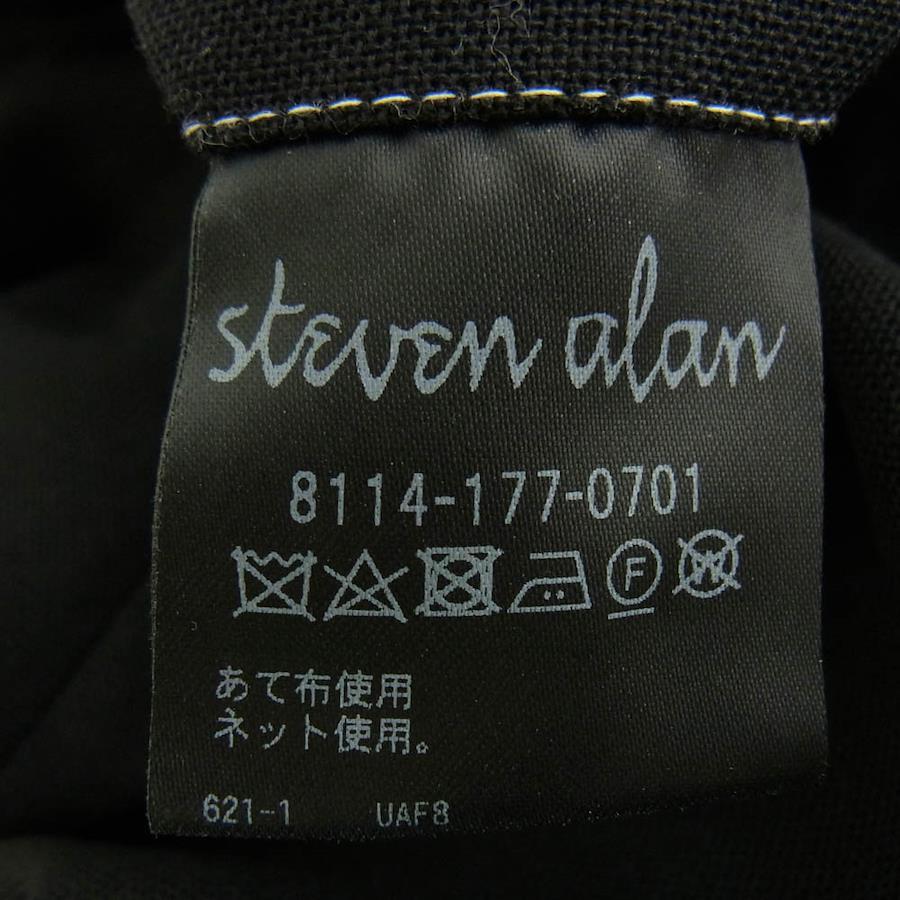 steven alan
8114-177-0701
F W
あて布使用
ネット使用。
621-1 UAF8